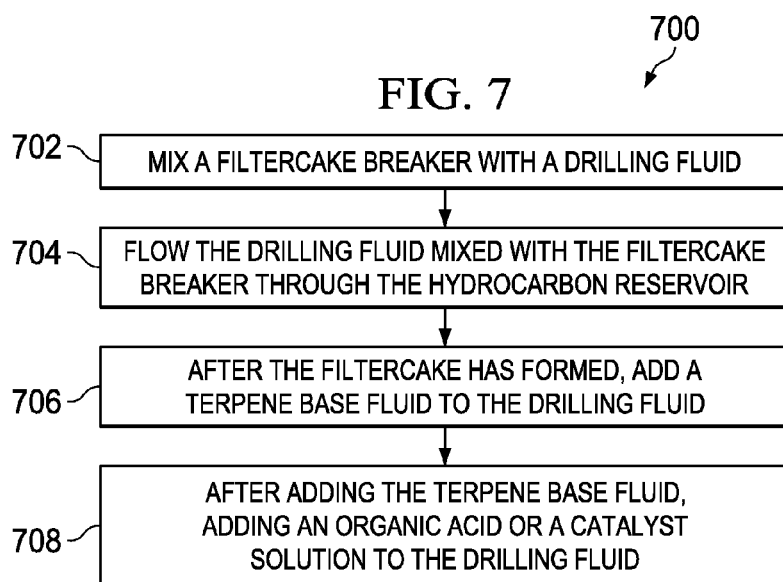 700
FIG. 7
702
MIX A FILTERCAKE BREAKER WITH A DRILLING FLUID
704
FLOW THE DRILLING FLUID MIXED WITH THE FILTERCAKE
BREAKER THROUGH THE HYDROCARBON RESERVOIR
706
AFTER THE FILTERCAKE HAS FORMED, ADD A
TERPENE BASE FLUID TO THE DRILLING FLUID
708
AFTER ADDING THE TERPENE BASE FLUID,
ADDING AN ORGANIC ACID OR A CATALYST
SOLUTION TO THE DRILLING FLUID